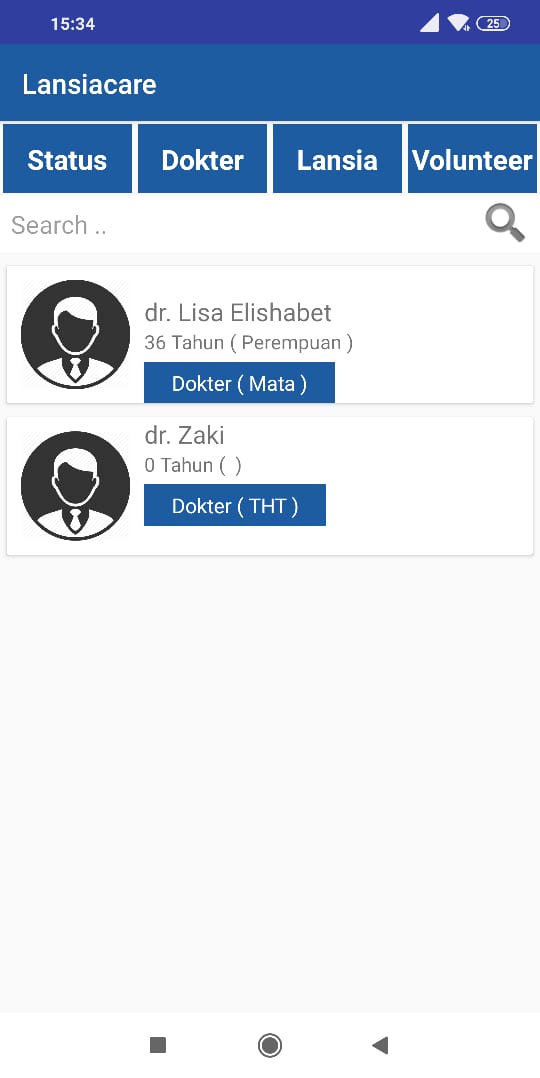 15:34
25
Lansiacare
Status Dokter Lansia Volunteer
Search ..
dr. Lisa Elishabet
36 Tahun ( Perempuan )
Dokter ( Mata )
dr. Zaki
0 Tahun (  )
Dokter ( THT )